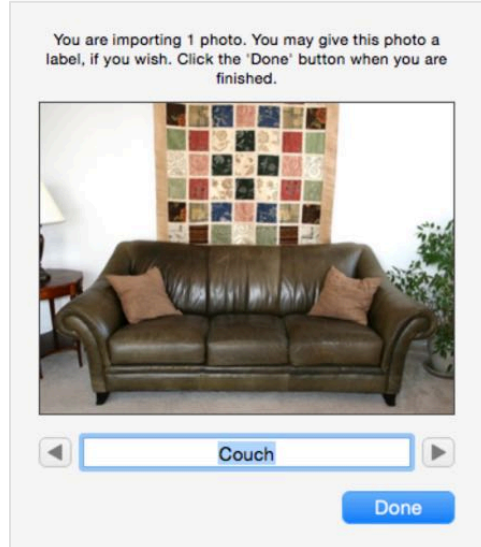 You are importing 1 photo. You may give this photo a
label, if you wish. Click the 'Done' button when you are
finished.
Couch
Done